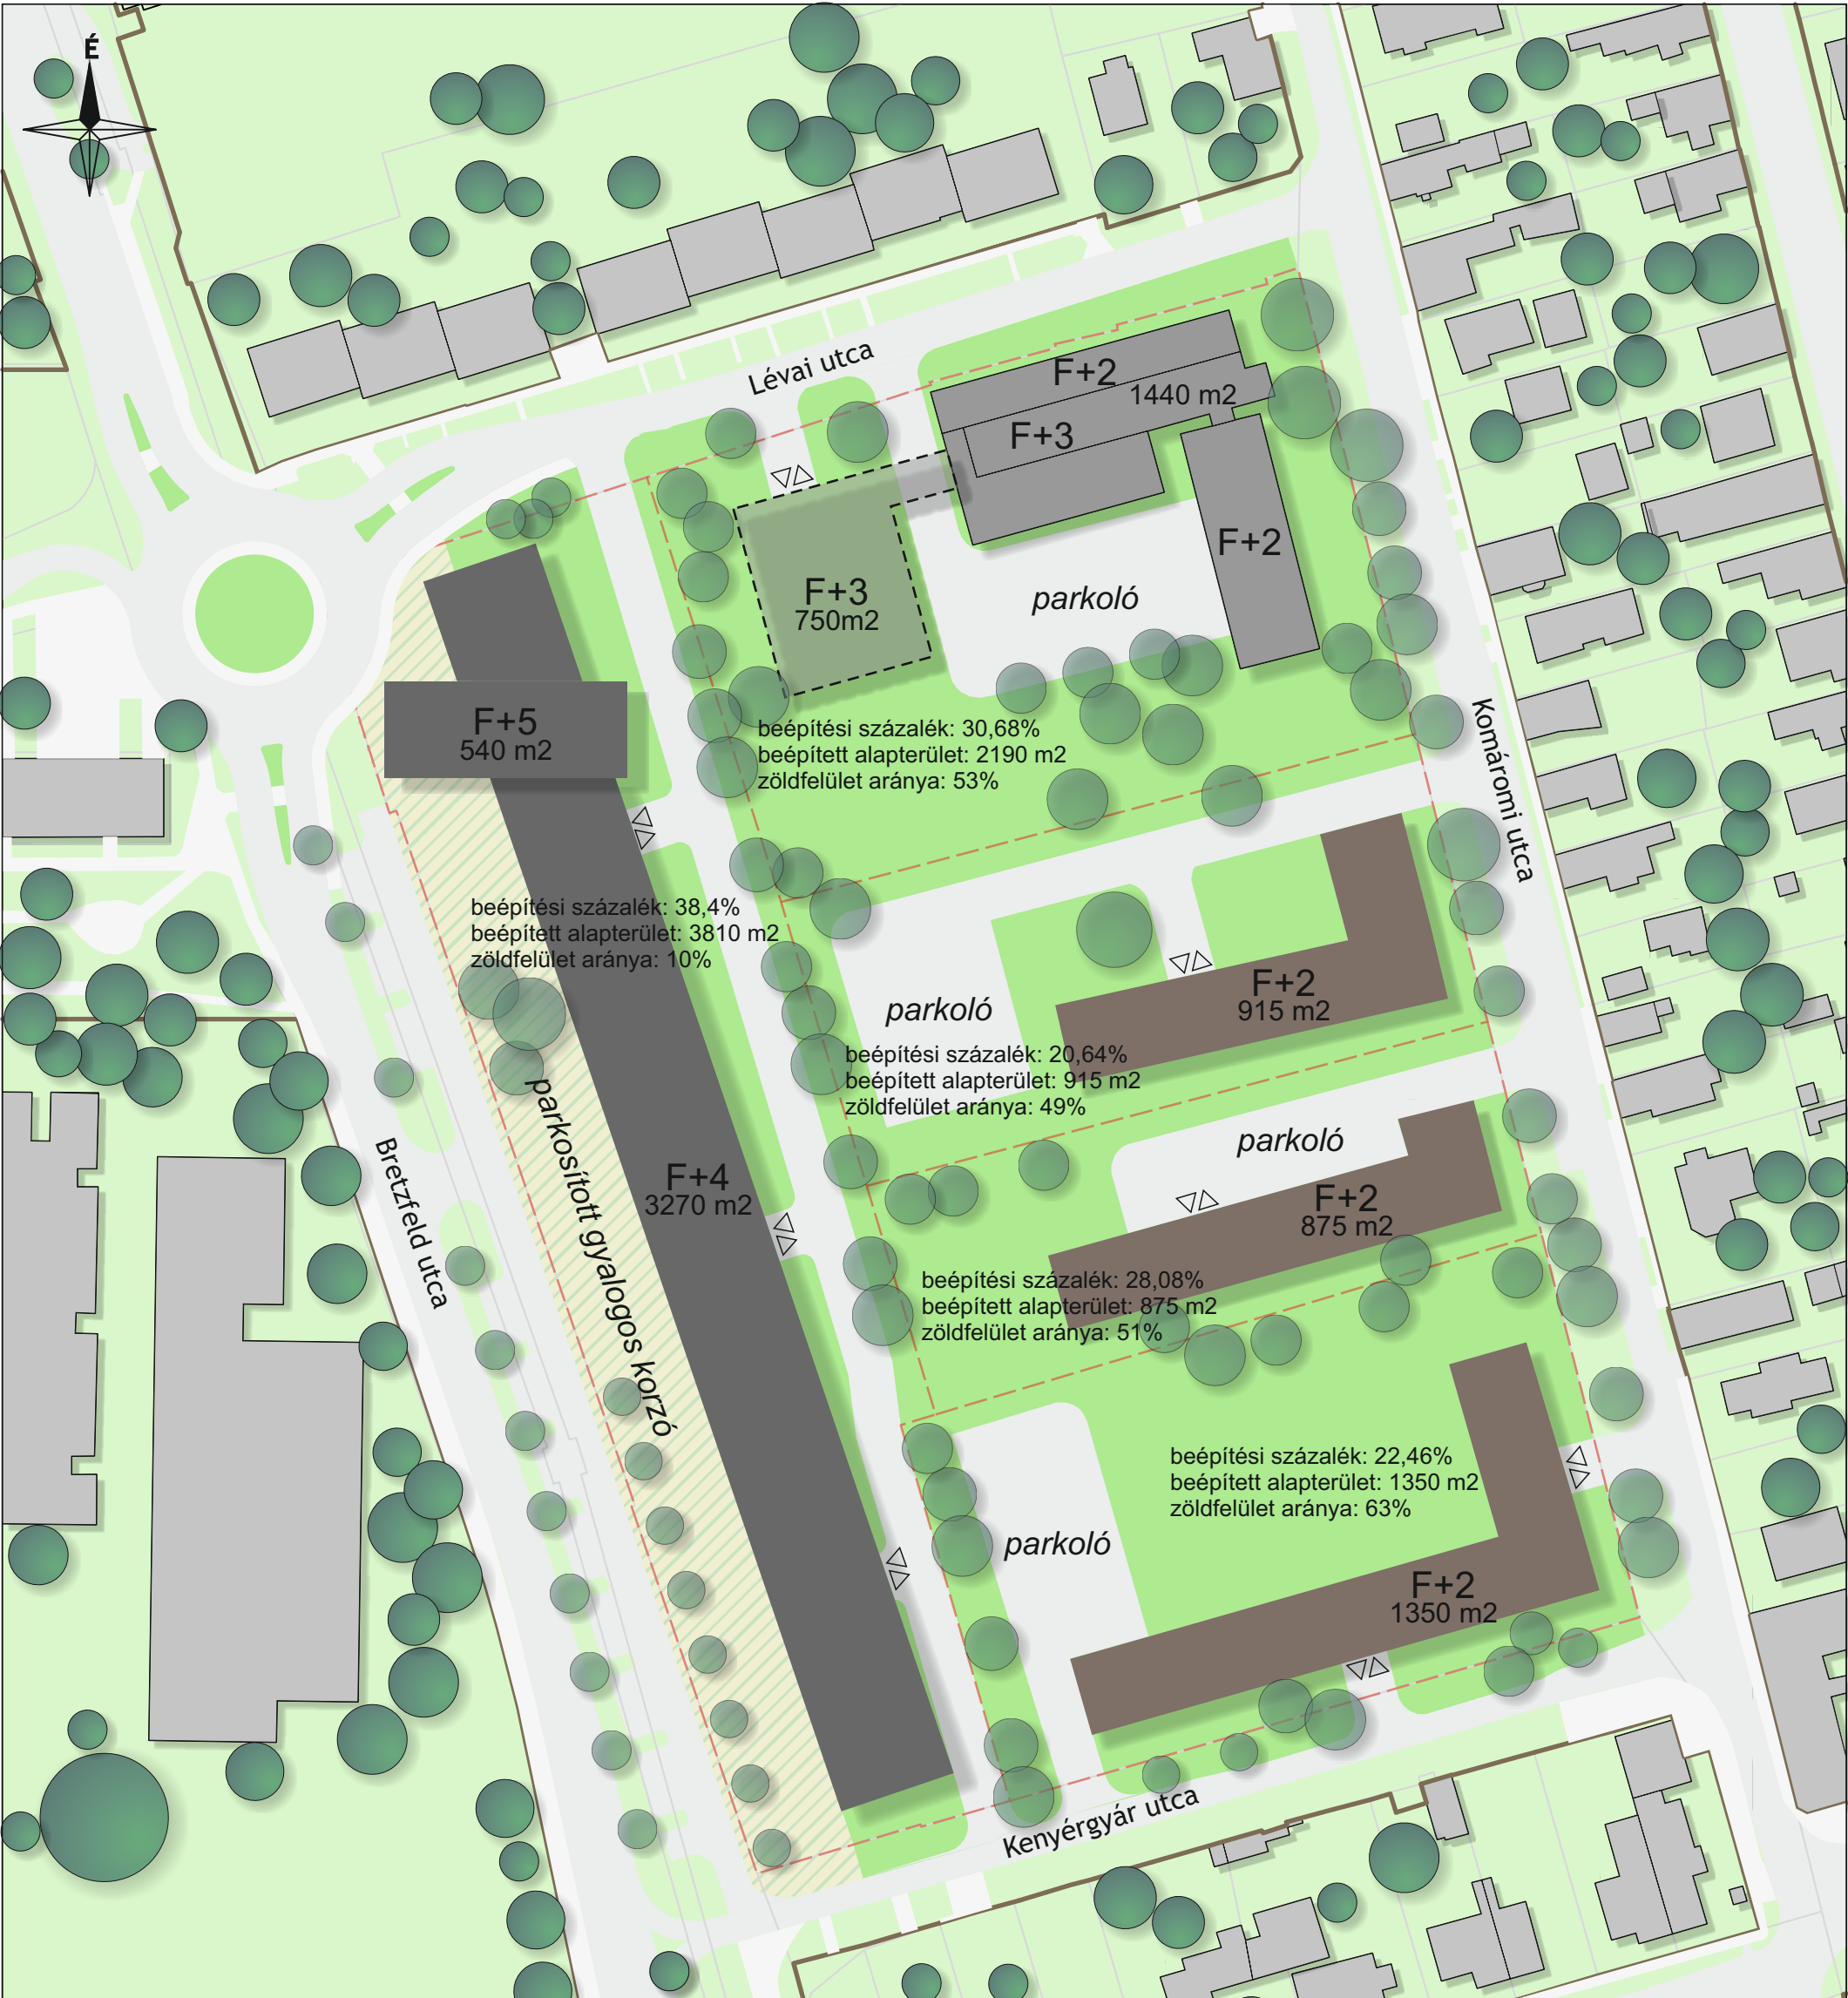 É
Lévai utca
F+2
1440 m2
F+3
F+2
F+3
750m2
parkoló
F+5
540 m2
beépítési százalék: 30,68%
beépített alapterület: 2190 m2
zöldfelület aránya: 53%
Komáromi utca
beépítési százalék: 38,4%
beépített alapterület: 3810 m2
zöldfelület aránya: 10%
parkoló
F+2
915 m2
beépítési százalék: 20,64%
beépített alapterület: 915 m2
zöldfelület aránya: 49%
parkosított gyalogos korzó
Bretzfeld utca
F+4
3270 m2
parkoló
F+2
875 m2
beépítési százalék: 28,08%
beépített alapterület: 875 m2
zöldfelület aránya: 51%
beépítési százalék: 22,46%
beépített alapterület: 1350 m2
zöldfelület aránya: 63%
parkoló
F+2
1350 m2
Kenyérgyár utca